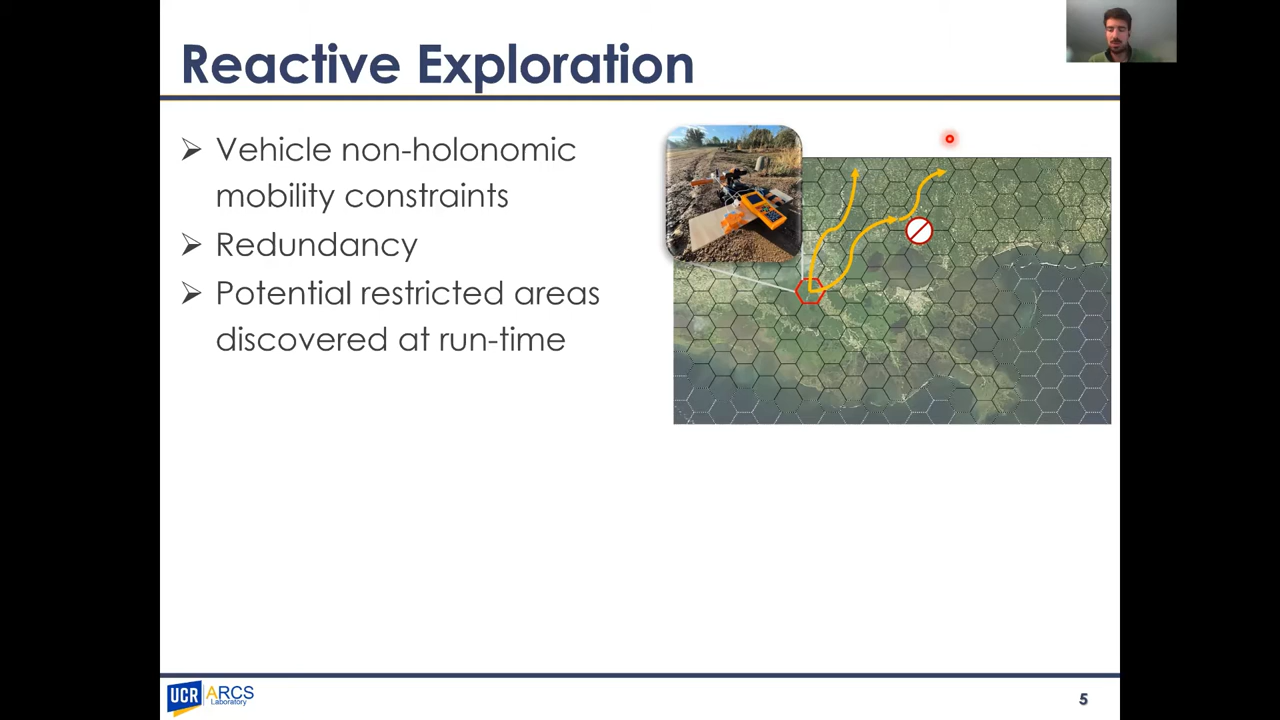 Reactive Exploration
➢ Vehicle non-holonomic
mobility constraints
➢ Redundancy
➢ Potential restricted areas
discovered at run-time
UCR ARCS
Laboratory
5